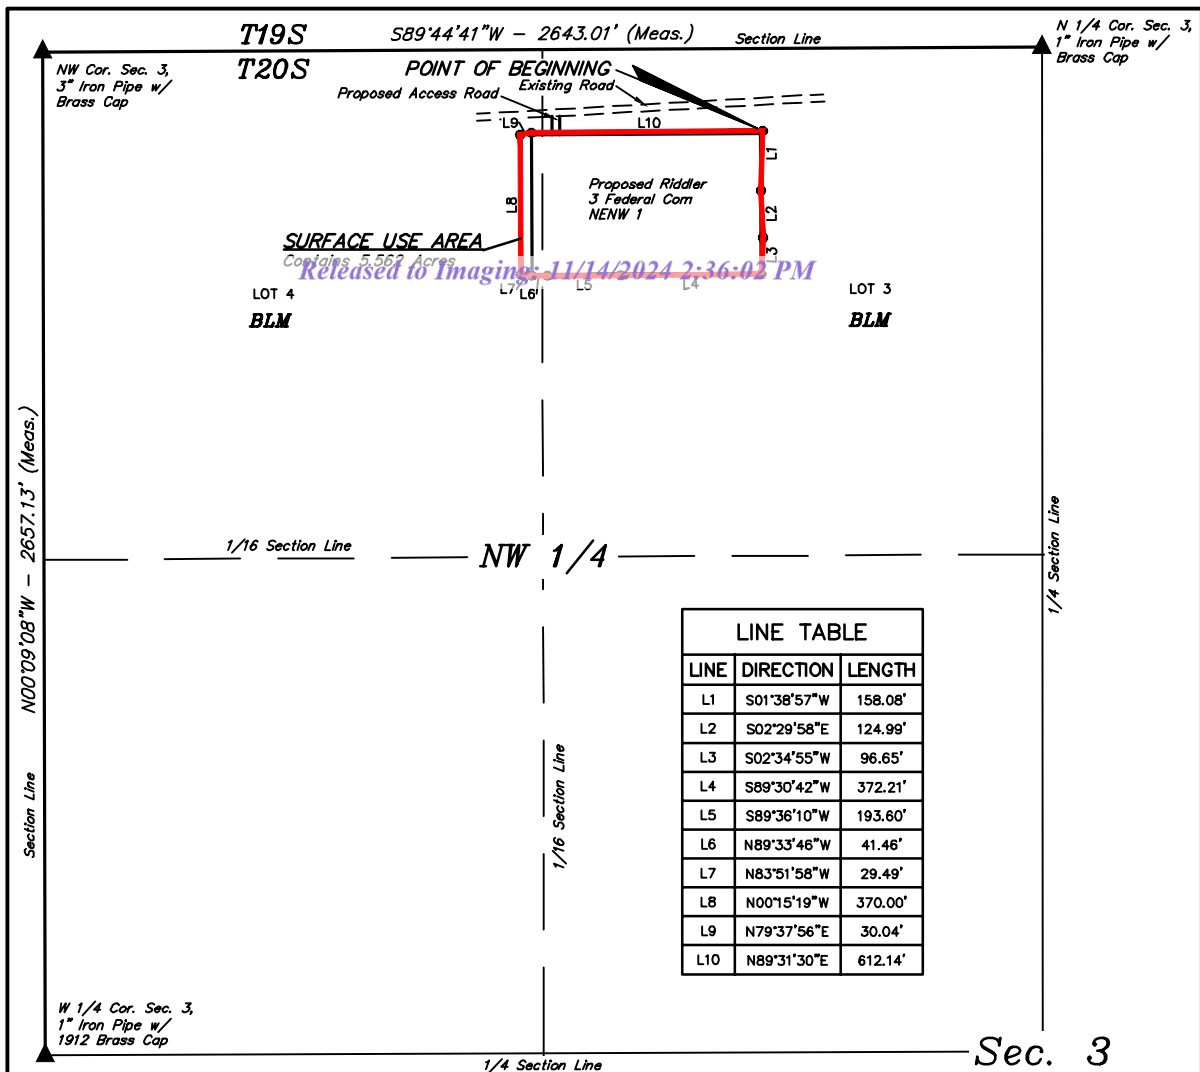 T19S
S89°44'41"W - 2643.01' (Meas.)
Section Line
N 1/4 Cor. Sec. 3,
1" Iron Pipe w/
Brass Cap
T20S
NW Cor. Sec. 3,
3" Iron Pipe w/
Brass Cap
POINT OF BEGINNING
Existing Road
Proposed Access Road
L9
L10
L1
L2
L3
L8
Proposed Riddler
3 Federal Com
NENW 1
SURFACE USE AREA
Contains 5.562 Acres
Released to Imaging: 11/14/2024 2:36:02 PM
L7
L6
L5
L4
LOT 4
BLM
LOT 3
BLM
N00°09'08"W - 2657.13' (Meas.)
Section Line
1/16 Section Line
NW 1/4
1/4 Section Line
1/16 Section Line
LINE TABLE
LINE DIRECTION LENGTH
L1 S01°38'57"W 158.08'
L2 S02°29'58"E 124.99'
L3 S02°34'55"W 96.65'
L4 S89°30'42"W 372.21'
L5 S89°36'10"W 193.60'
L6 N89°33'46"W 41.46'
L7 N83°51'58"W 29.49'
L8 N00°15'19"W 370.00'
L9 N79°37'56"E 30.04'
L10 N89°31'30"E 612.14'
W 1/4 Cor. Sec. 3,
1" Iron Pipe w/
1912 Brass Cap
1/4 Section Line
Sec. 3